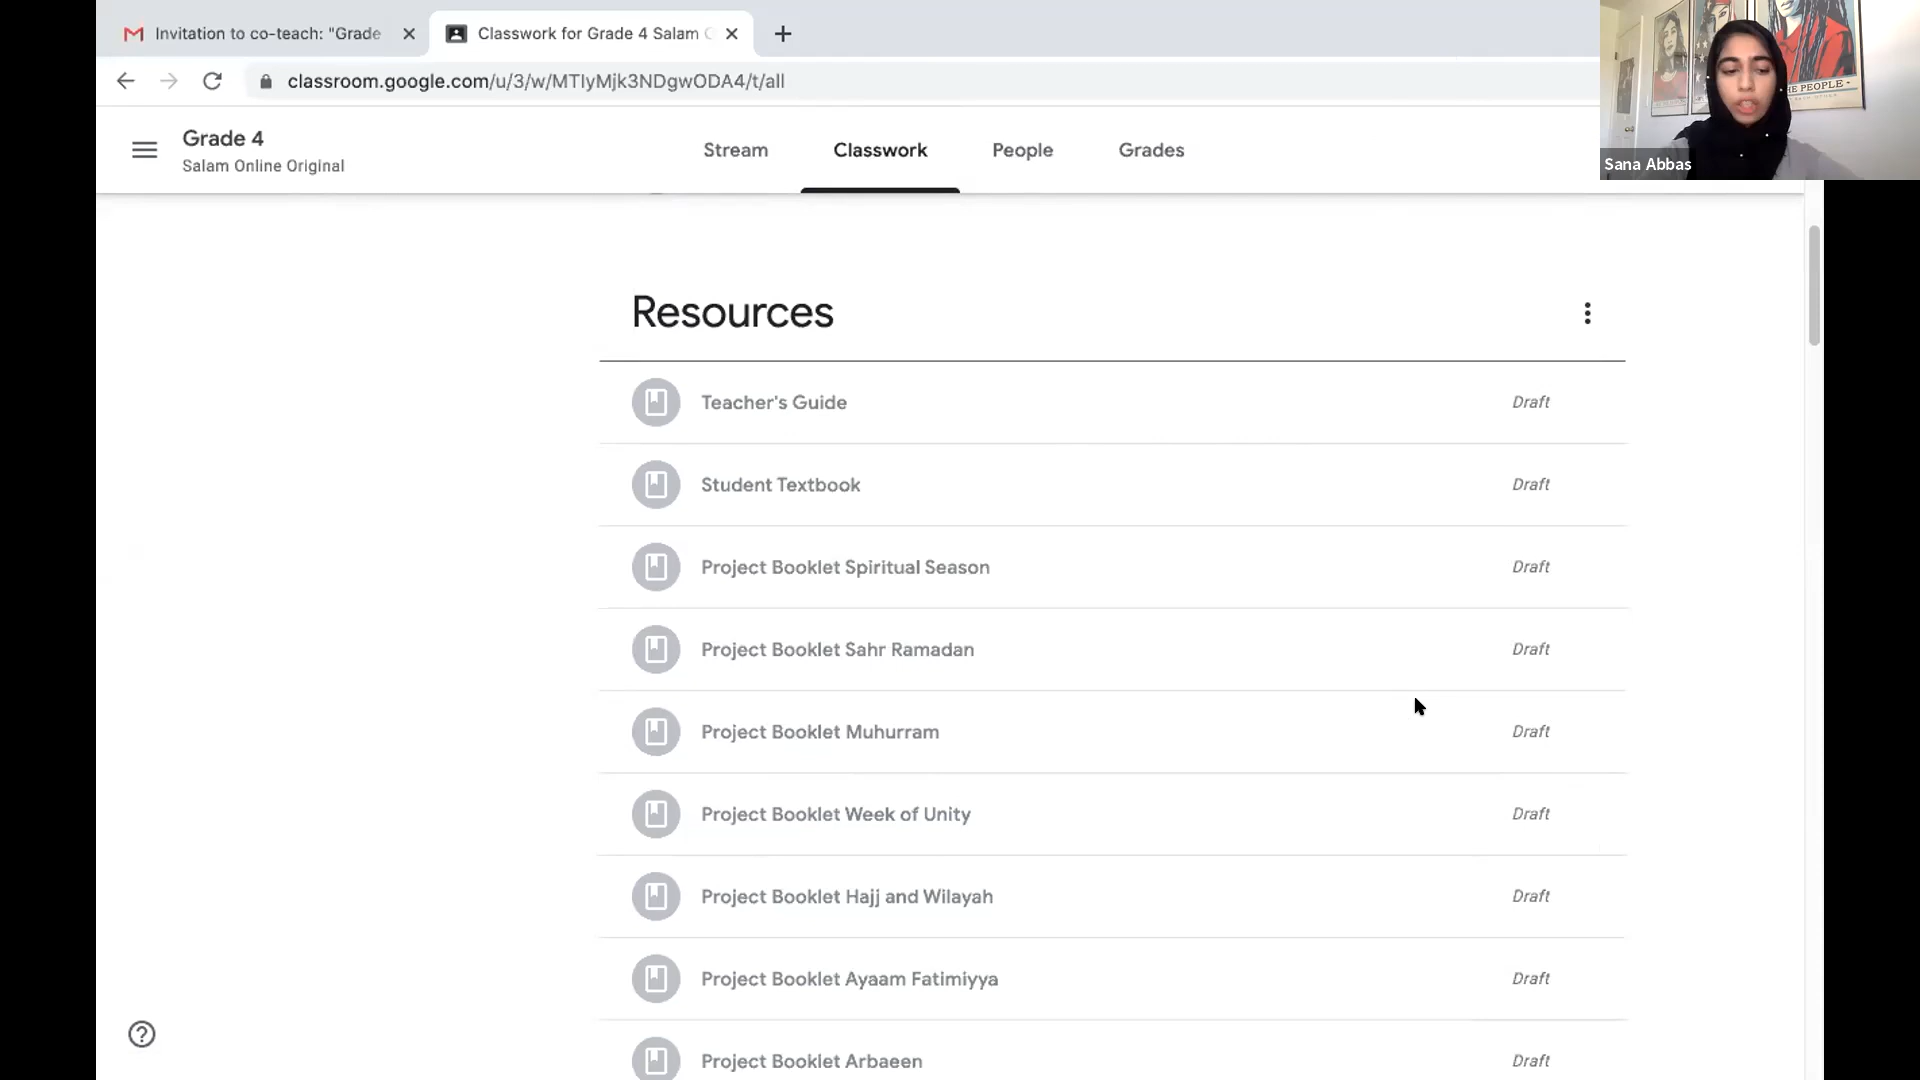 Invitation to co-teach: "Grade
Classwork for Grade 4 Salam
classroom.google.com/u/3/w/MTIyMjk3NDgwODA4/t/all
HE PEOPLE -
Sana Abbas
Grade 4
Salam Online Original
Stream
Classwork
People
Grades
Resources
Teacher's Guide Draft
Student Textbook Draft
Project Booklet Spiritual Season Draft
Project Booklet Sahr Ramadan Draft
Project Booklet Muhurram Draft
Project Booklet Week of Unity Draft
Project Booklet Hajj and Wilayah Draft
Project Booklet Ayaam Fatimiyya Draft
Project Booklet Arbaeen Draft